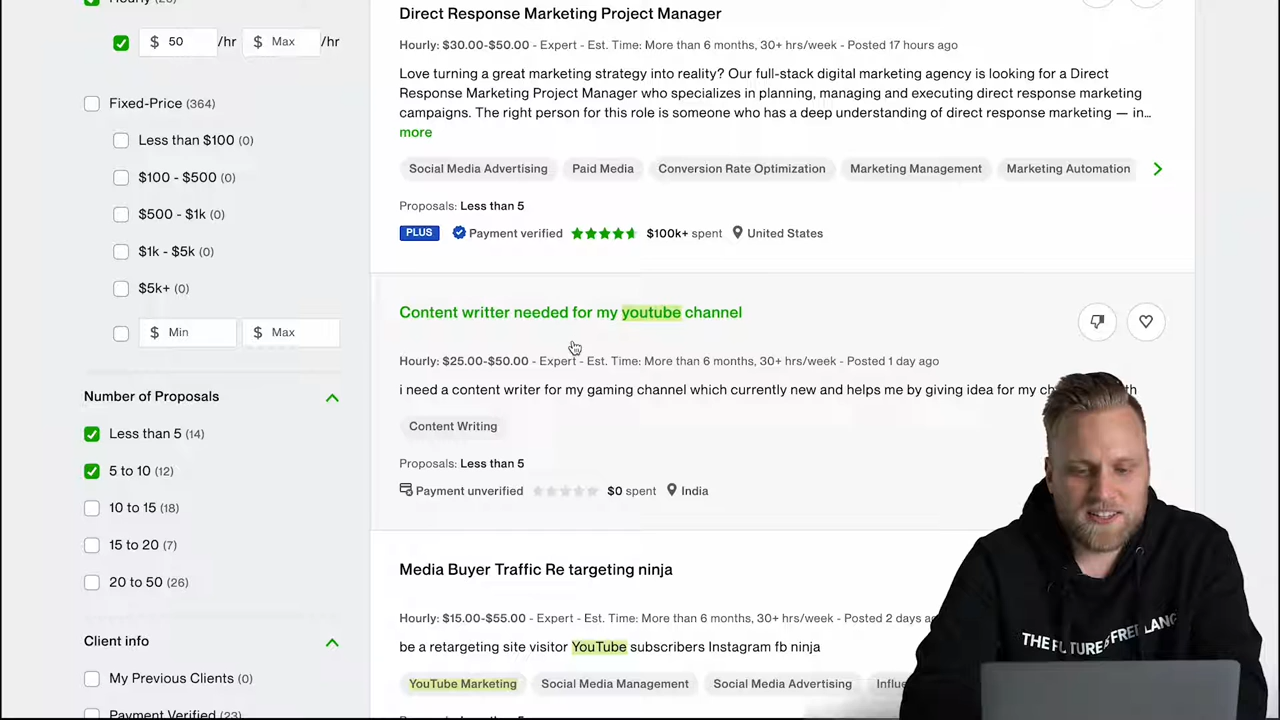 Hourly
$ 50 /hr $ Max /hr
Fixed-Price (364)
Less than $100 (0)
$100 - $500 (0)
$500 - $1k (0)
$1k - $5k (0)
$5k+ (0)
$ Min $ Max
Number of Proposals
Less than 5 (14)
5 to 10 (12)
10 to 15 (18)
15 to 20 (7)
20 to 50 (26)
Client info
My Previous Clients (0)
Payment Verified (23)
Direct Response Marketing Project Manager
Hourly: $30.00-$50.00 - Expert - Est. Time: More than 6 months, 30+ hrs/week - Posted 17 hours ago
Love turning a great marketing strategy into reality? Our full-stack digital marketing agency is looking for a Direct
Response Marketing Project Manager who specializes in planning, managing and executing direct response marketing
campaigns. The right person for this role is someone who has a deep understanding of direct response marketing — in…
more
Social Media Advertising Paid Media Conversion Rate Optimization Marketing Management Marketing Automation
Proposals: Less than 5
PLUS Payment verified $100k+ spent United States
Content writter needed for my youtube channel
Hourly: $25.00-$50.00 - Expert - Est. Time: More than 6 months, 30+ hrs/week - Posted 1 day ago
i need a content writer for my gaming channel which currently new and helps me by giving idea for my
Content Writing
Proposals: Less than 5
Payment unverified $0 spent India
Media Buyer Traffic Re targeting ninja
Hourly: $15.00-$55.00 - Expert - Est. Time: More than 6 months, 30+ hrs/week - Posted 2 days
be a retargeting site visitor YouTube subscribers Instagram fb ninja
YouTube Marketing Social Media Management Social Media Advertising
Proposals: Less than 5
THE FUTURE FREELANC